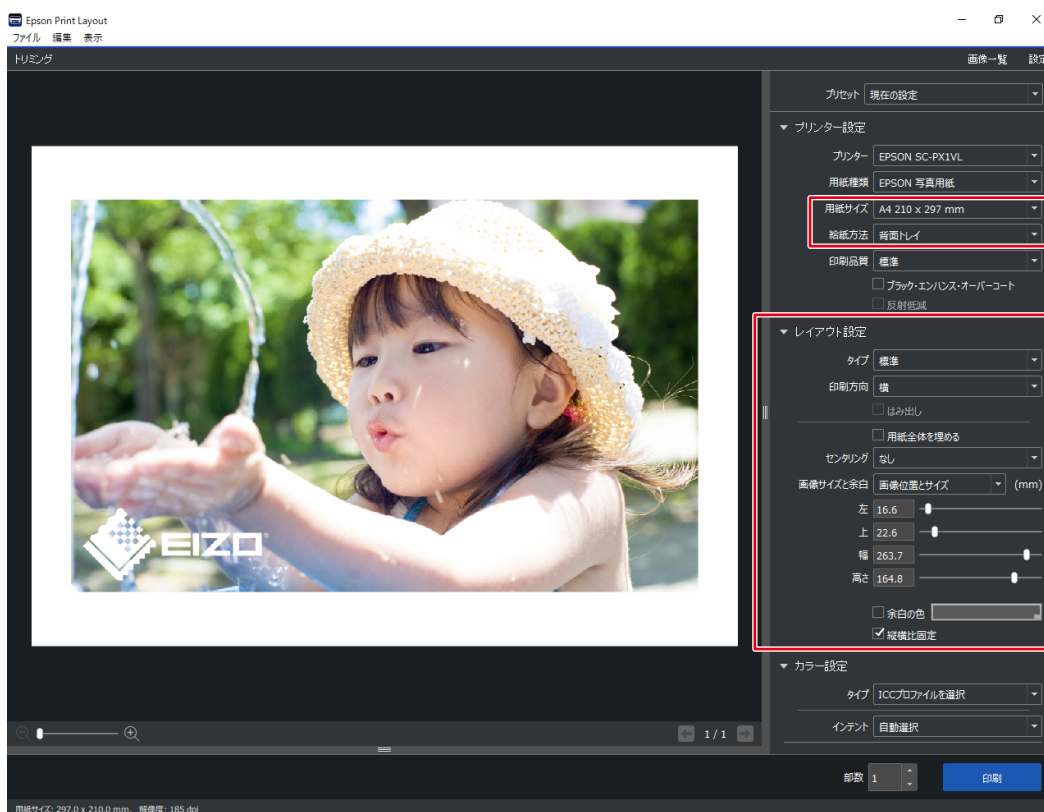 Epson Print Layout
ファイル 編集 表示
トリミング 画像一覧 設定
プリセット 現在の設定
プリンター設定
プリンター EPSON SC-PX1VL
用紙種類 EPSON 写真用紙
用紙サイズ A4 210 x 297 mm
給紙方法 背面トレイ
印刷品質 標準
ブラック・エンハンス・オーバーコート
反射低減
レイアウト設定
タイプ 標準
印刷方向 横
はみ出し
用紙全体を埋める
センタリング なし
画像サイズと余白 画像位置とサイズ (mm)
左 16.6
上 22.6
幅 263.7
高さ 164.8
余白の色
縦横比固定
EIZO
カラー設定
タイプ ICCプロファイルを選択
インテント 自動選択
1 / 1
部数 1 印刷
用紙サイズ: 297.0 x 210.0 mm, 解像度: 185 dpi